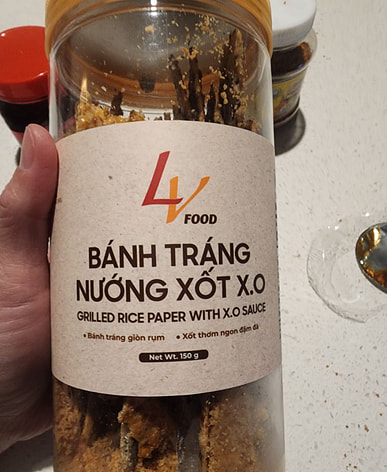 LV
FOOD
BÁNH TRÁNG
NƯỚNG XỐT X.O
GRILLED RICE PAPER WITH X.O SAUCE
• Bánh tráng giòn rụm • Xốt thơm ngon đậm đà
Net Wt. 150 g